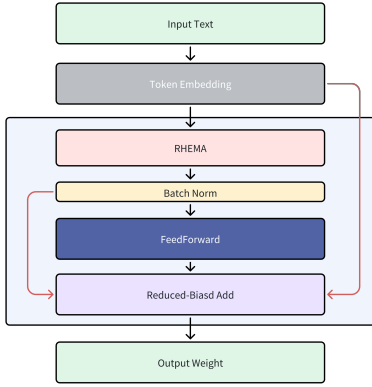 Input Text
Token Embedding
RHEMA
Batch Norm
FeedForward
Reduced-Biasd Add
Output Weight